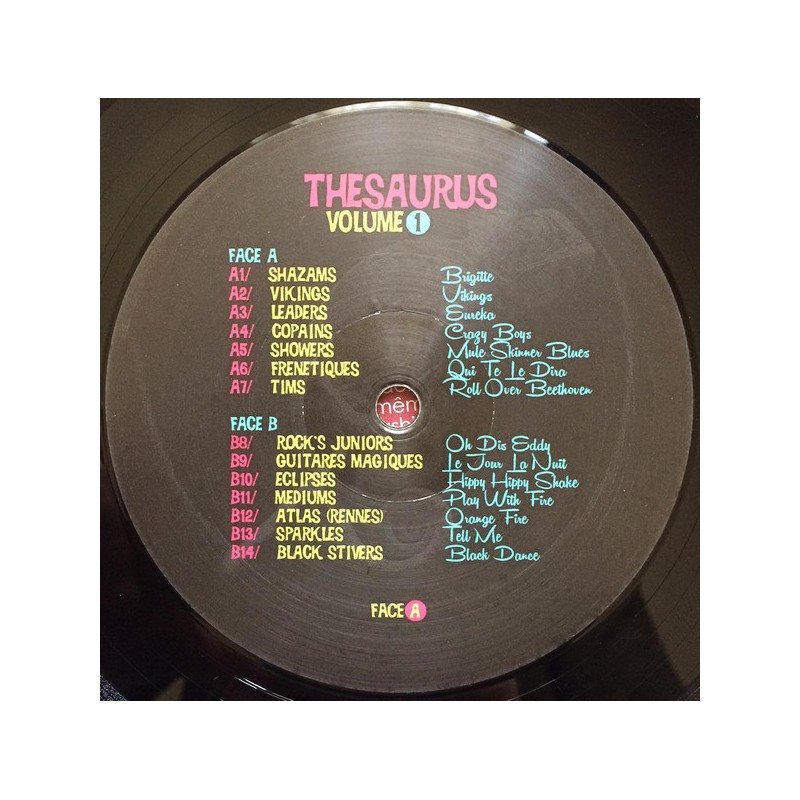 THESAURUS
VOLUME 1
FACE A
A1/ SHAZAMS Brigitte
A2/ VIKINGS Vikings
A3/ LEADERS Eureka
A4/ COPAINS Crazy Boys
A5/ SHOWERS Mule Skinner Blues
A6/ FRENETIQUES Qui Te Le Dira
A7/ TIMS Roll Over Beethoven
mêm
FACE B
B8/ ROCK'S JUNIORS Oh Dis Eddy
B9/ GUITARES MAGIQUES Le Jour La Nuit
B10/ ECLIPSES Hippy Hippy Shake
B11/ MEDIUMS Play With Fire
B12/ ATLAS (RENNES) Orange Fire
B13/ SPARKLES Tell Me
B14/ BLACK STIVERS Black Dance
FACE A